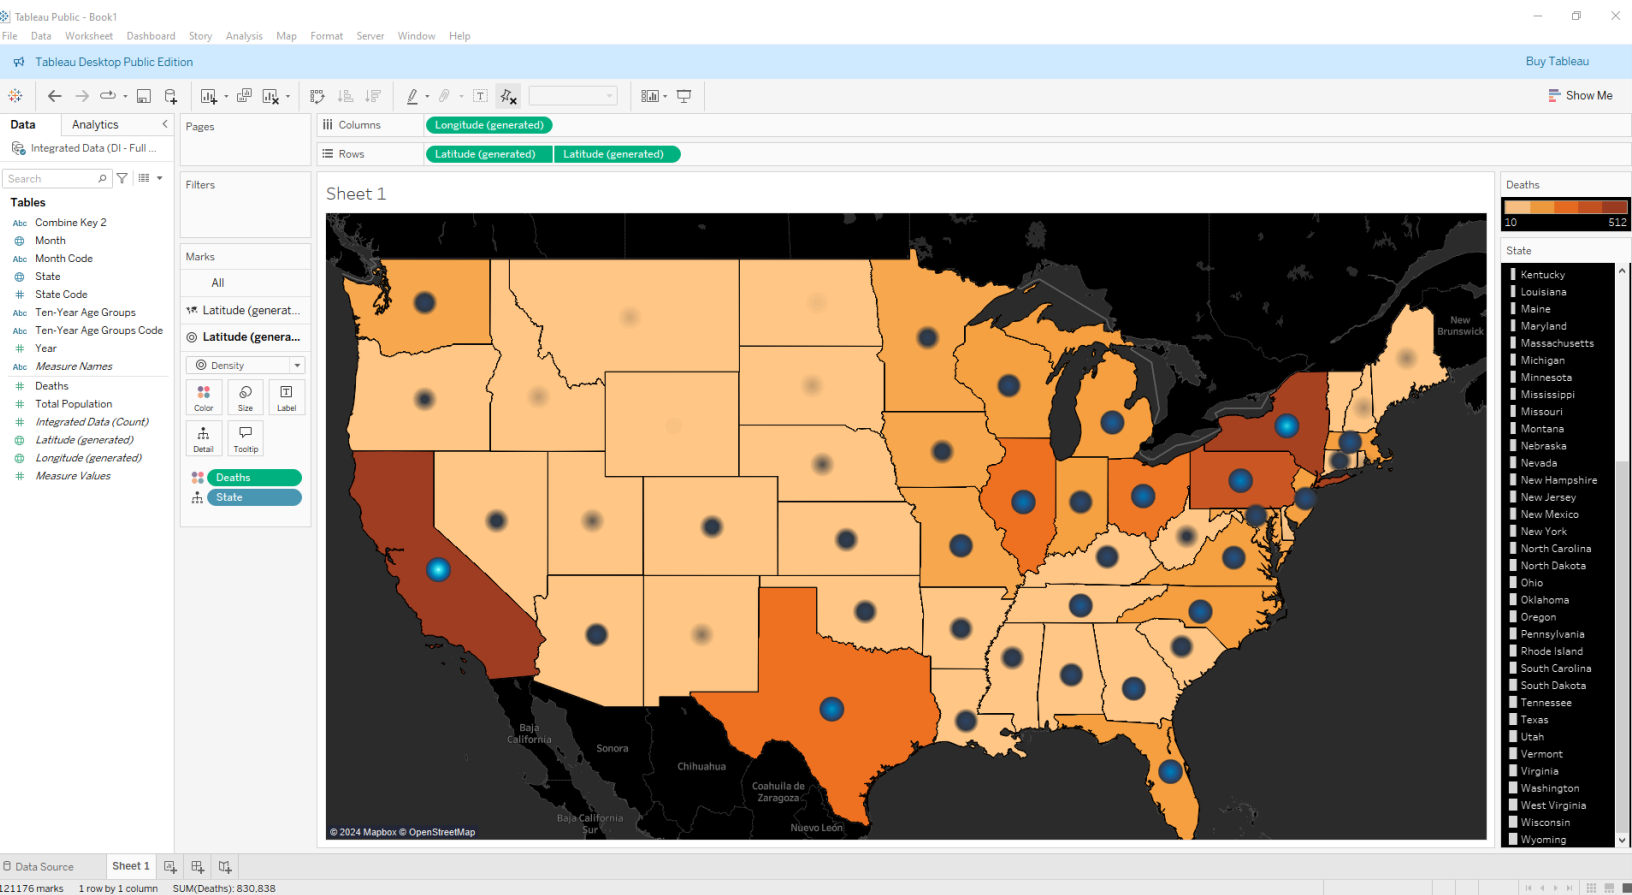 Tableau Public - Book1
File Data Worksheet Dashboard Story Analysis Map Format Server Window Help
Tableau Desktop Public Edition
Buy Tableau
Show Me
Data Analytics
Integrated Data (DI - Full ...
Search
Tables
Abc Combine Key 2
Month
Abc Month Code
State
# State Code
Abc Ten-Year Age Groups
Abc Ten-Year Age Groups Code
# Year
Abc Measure Names
# Deaths
# Total Population
# Integrated Data (Count)
Latitude (generated)
Longitude (generated)
# Measure Values
Pages
Filters
Marks
All
Latitude (generat...
Latitude (genera...
Density
Color Size Label
Detail Tooltip
Deaths
State
Columns Longitude (generated)
Rows Latitude (generated) Latitude (generated)
Sheet 1
New
Brunswick
Baja
California
Sonora
Chihuahua
Coahuila de
Zaragoza
Baja California
Sur
Nuevo León
© 2024 Mapbox © OpenStreetMap
Deaths
10 512
State
Kentucky
Louisiana
Maine
Maryland
Massachusetts
Michigan
Minnesota
Mississippi
Missouri
Montana
Nebraska
Nevada
New Hampshire
New Jersey
New Mexico
New York
North Carolina
North Dakota
Ohio
Oklahoma
Oregon
Pennsylvania
Rhode Island
South Carolina
South Dakota
Tennessee
Texas
Utah
Vermont
Virginia
Washington
West Virginia
Wisconsin
Wyoming
Data Source Sheet 1
121176 marks 1 row by 1 column SUM(Deaths): 830,838